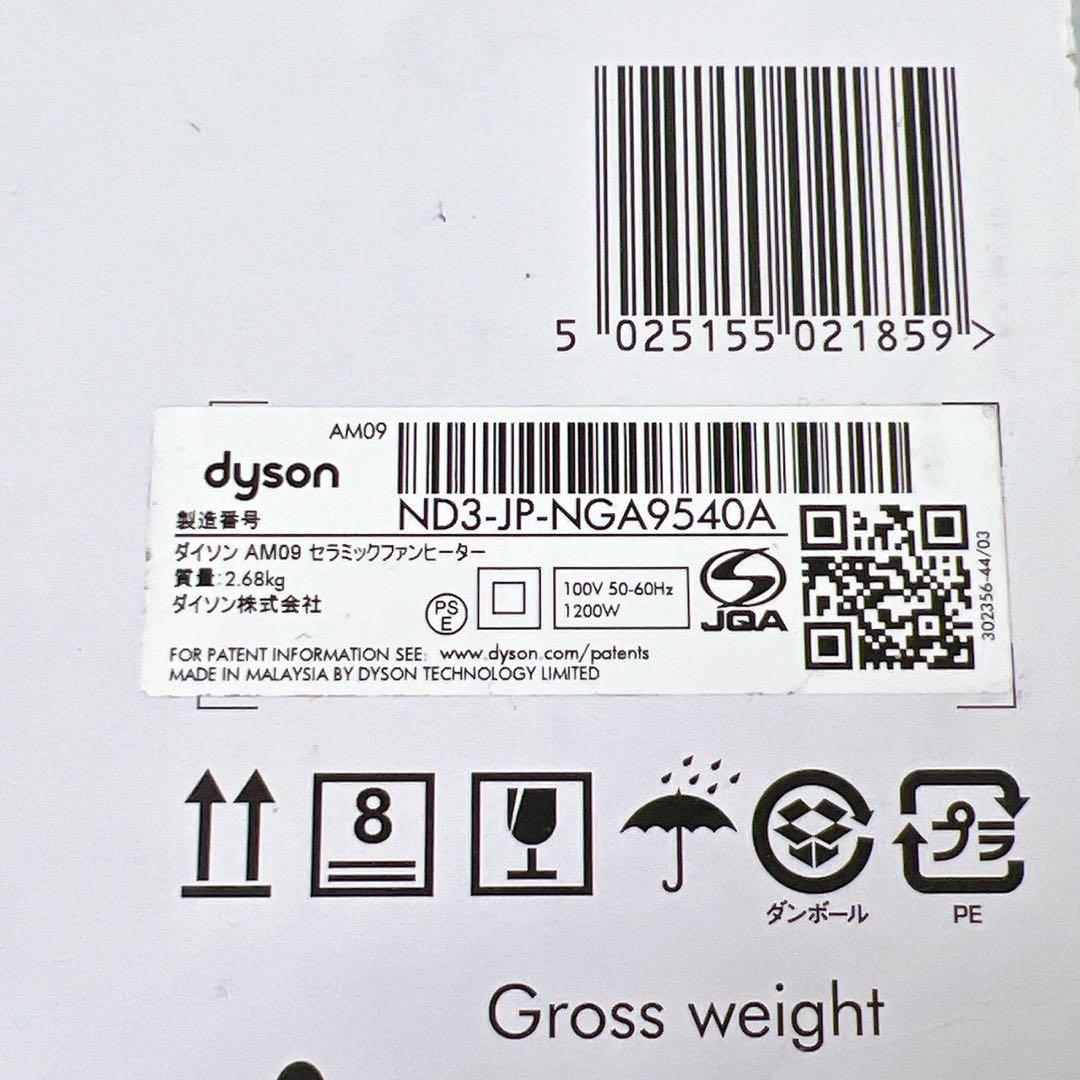 5 025155 021859 >
AM09
dyson
製造番号 ND3-JP-NGA9540A
ダイソン AM09 セラミックファンヒーター
質量:2.68kg
ダイソン株式会社
PS
E
100V 50-60Hz
1200W
JQA
302356-44/03
FOR PATENT INFORMATION SEE: www.dyson.com/patents
MADE IN MALAYSIA BY DYSON TECHNOLOGY LIMITED
8
プラ
ダンボール PE
Gross weight